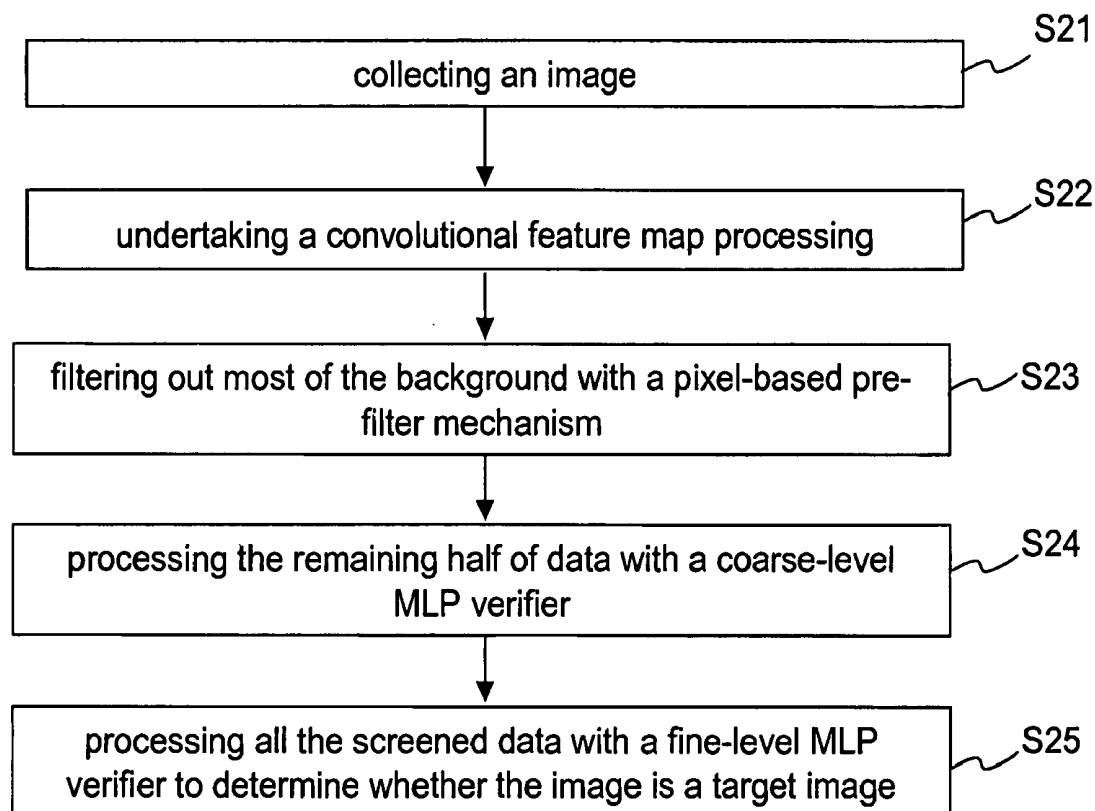 S21
collecting an image
S22
undertaking a convolutional feature map processing
filtering out most of the background with a pixel-based pre-
filter mechanism
S23
processing the remaining half of data with a coarse-level
MLP verifier
S24
processing all the screened data with a fine-level MLP
verifier to determine whether the image is a target image
S25